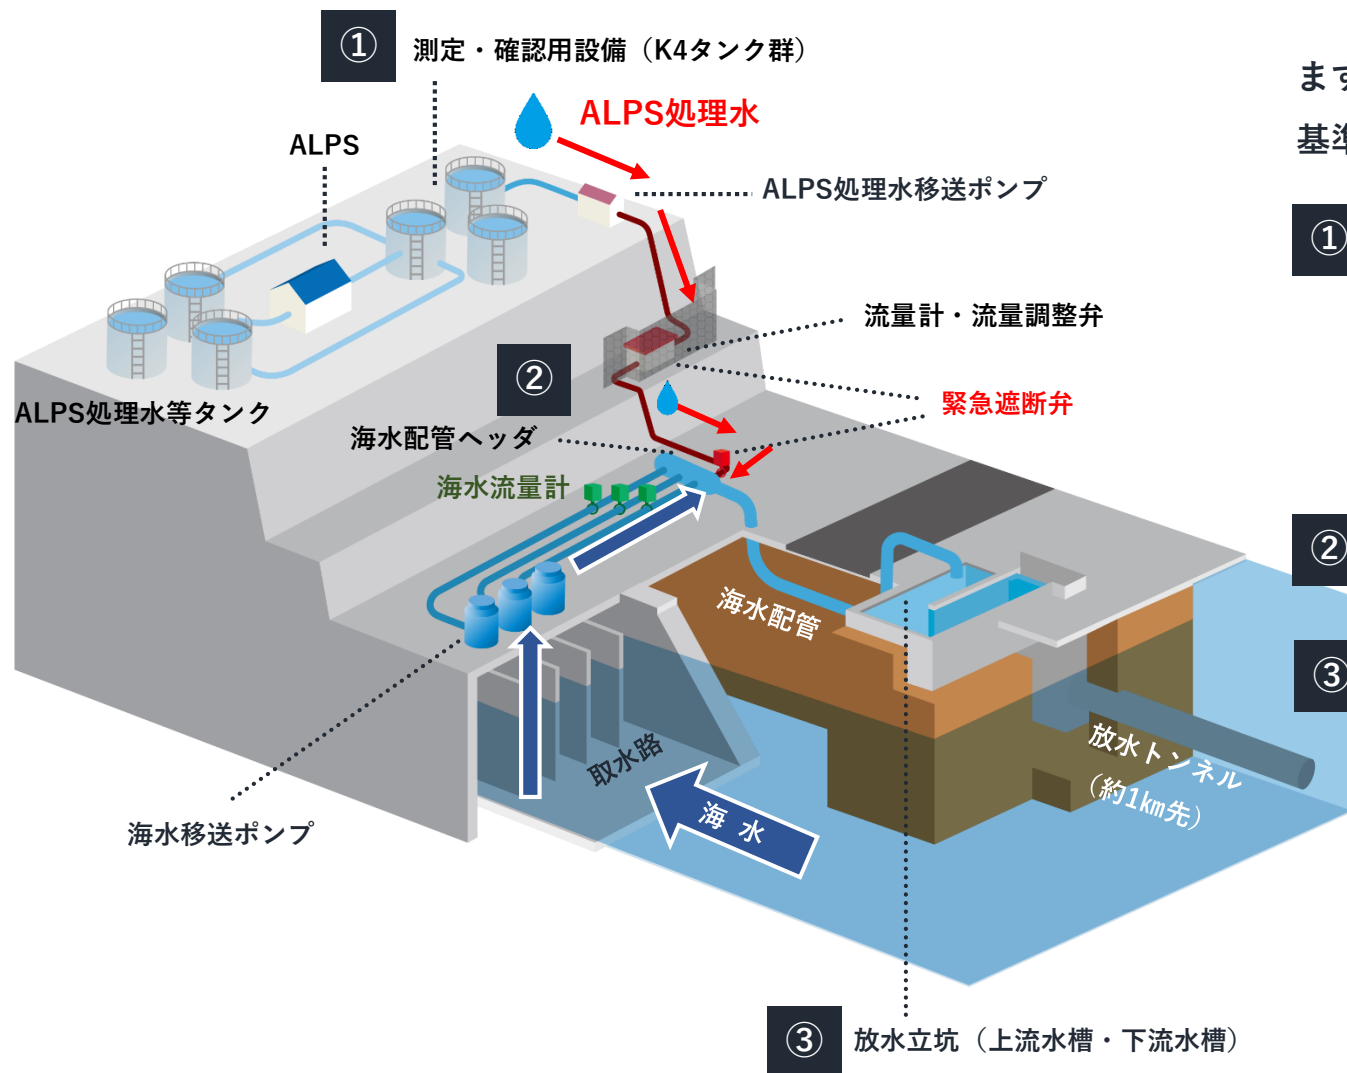 ① 測定・確認用設備（K4タンク群）
ALPS処理水
ALPS
ALPS処理水移送ポンプ
流量計・流量調整弁
②
緊急遮断弁
ALPS処理水等タンク
海水配管ヘッダ
海水流量計
海水配管
取水路
放水トンネル
（約1㎞先）
海 水
海水移送ポンプ
③ 放水立坑（上流水槽・下流水槽）
ます
基準
①
②
③